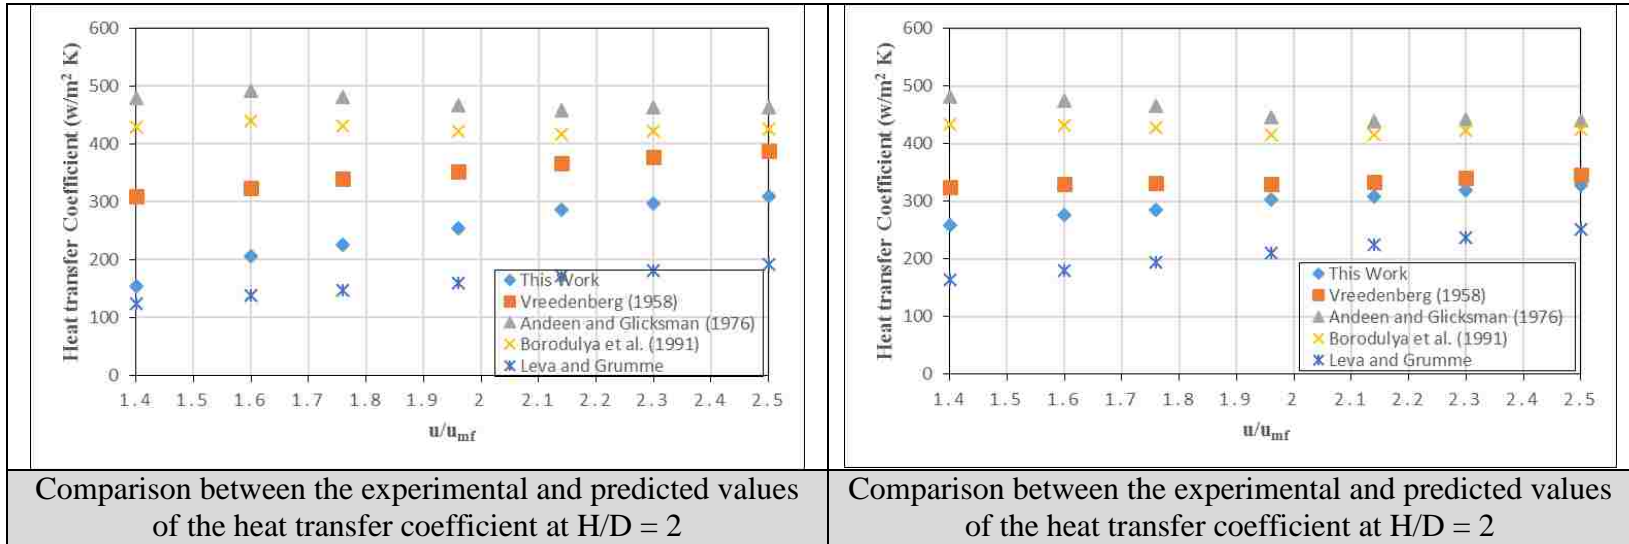 Heat transfer Coefficient (w/m² K)
600
500
400
300
200
100
0
1.4 1.5 1.6 1.7 1.8 1.9 2 2.1 2.2 2.3 2.4 2.5
u/u_mf
This Work
Vreedenberg (1958)
Andeen and Glicksman (1976)
Borodulya et al. (1991)
Leva and Grumme
Comparison between the experimental and predicted values
of the heat transfer coefficient at H/D = 2
Heat transfer Coefficient (w/m² K)
600
500
400
300
200
100
0
1.4 1.5 1.6 1.7 1.8 1.9 2 2.1 2.2 2.3 2.4 2.5
u/u_mf
This Work
Vreedenberg (1958)
Andeen and Glicksman (1976)
Borodulya et al. (1991)
Leva and Grumme
Comparison between the experimental and predicted values
of the heat transfer coefficient at H/D = 2